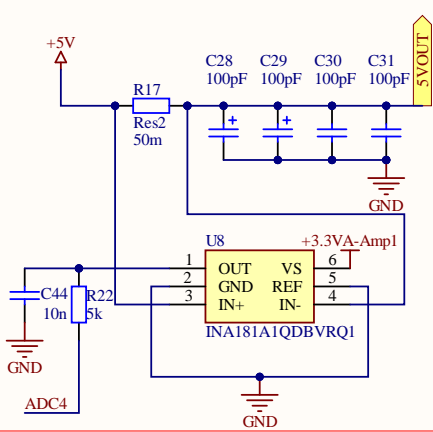 +5V
C28
C29
C30
C31
100pF
100pF
100pF
100pF
5VOUT
R17
Res2
50m
+
+
GND
U8
+3.3VA-Amp1
1
OUT
VS
6
2
GND
REF
5
3
IN+
IN-
4
INA181A1QDBVRQ1
C44
10n
R22
5k
GND
ADC4
GND